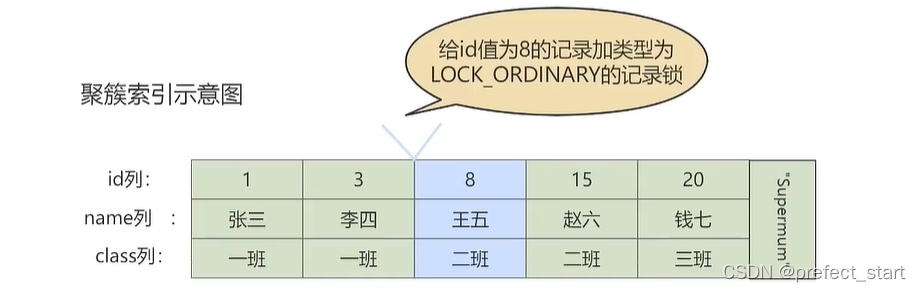 给id值为8的记录加类型为
LOCK_ORDINARY的记录锁
聚簇索引示意图
id列: 1 3 8 15 20
name列 : 张三 李四 王五 赵六 钱七
class列: 一班 一班 二班 二班 三班
"Supermum"
CSDN @prefect_start